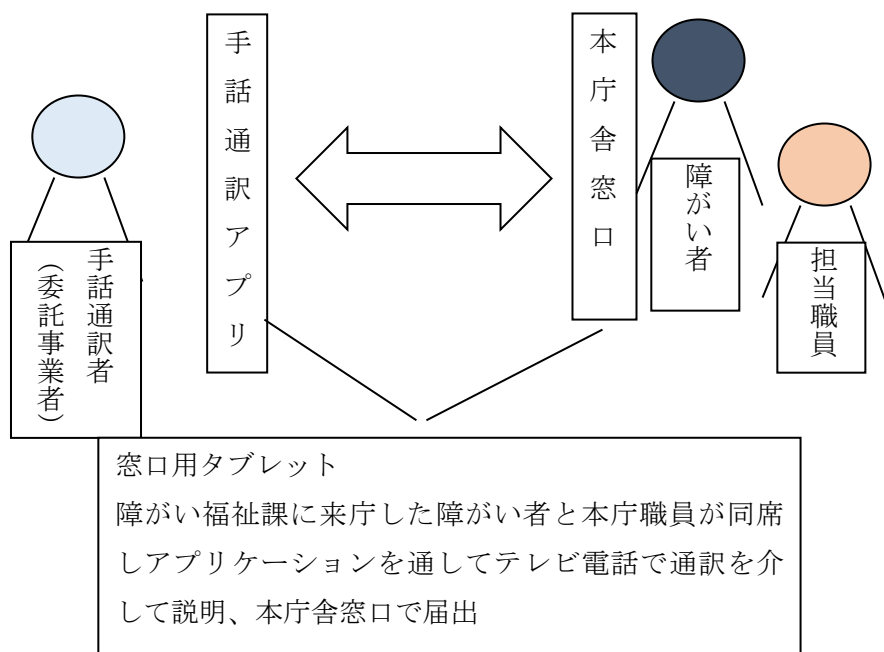 手話通訳者
（委託事業者）
手話通訳アプリ
本庁舎窓口
障がい者
担当職員
窓口用タブレット
障がい福祉課に来庁した障がい者と本庁職員が同席
しアプリケーションを通してテレビ電話で通訳を介
して説明、本庁舎窓口で届出